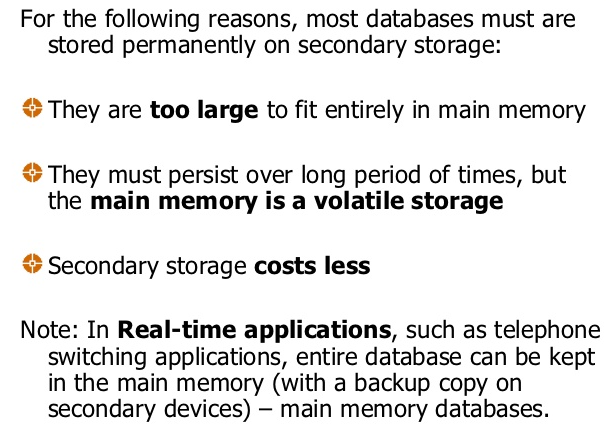 For the following reasons, most databases must are
stored permanently on secondary storage:
They are too large to fit entirely in main memory
They must persist over long period of times, but
the main memory is a volatile storage
Secondary storage costs less
Note: In Real-time applications, such as telephone
switching applications, entire database can be kept
in the main memory (with a backup copy on
secondary devices) – main memory databases.